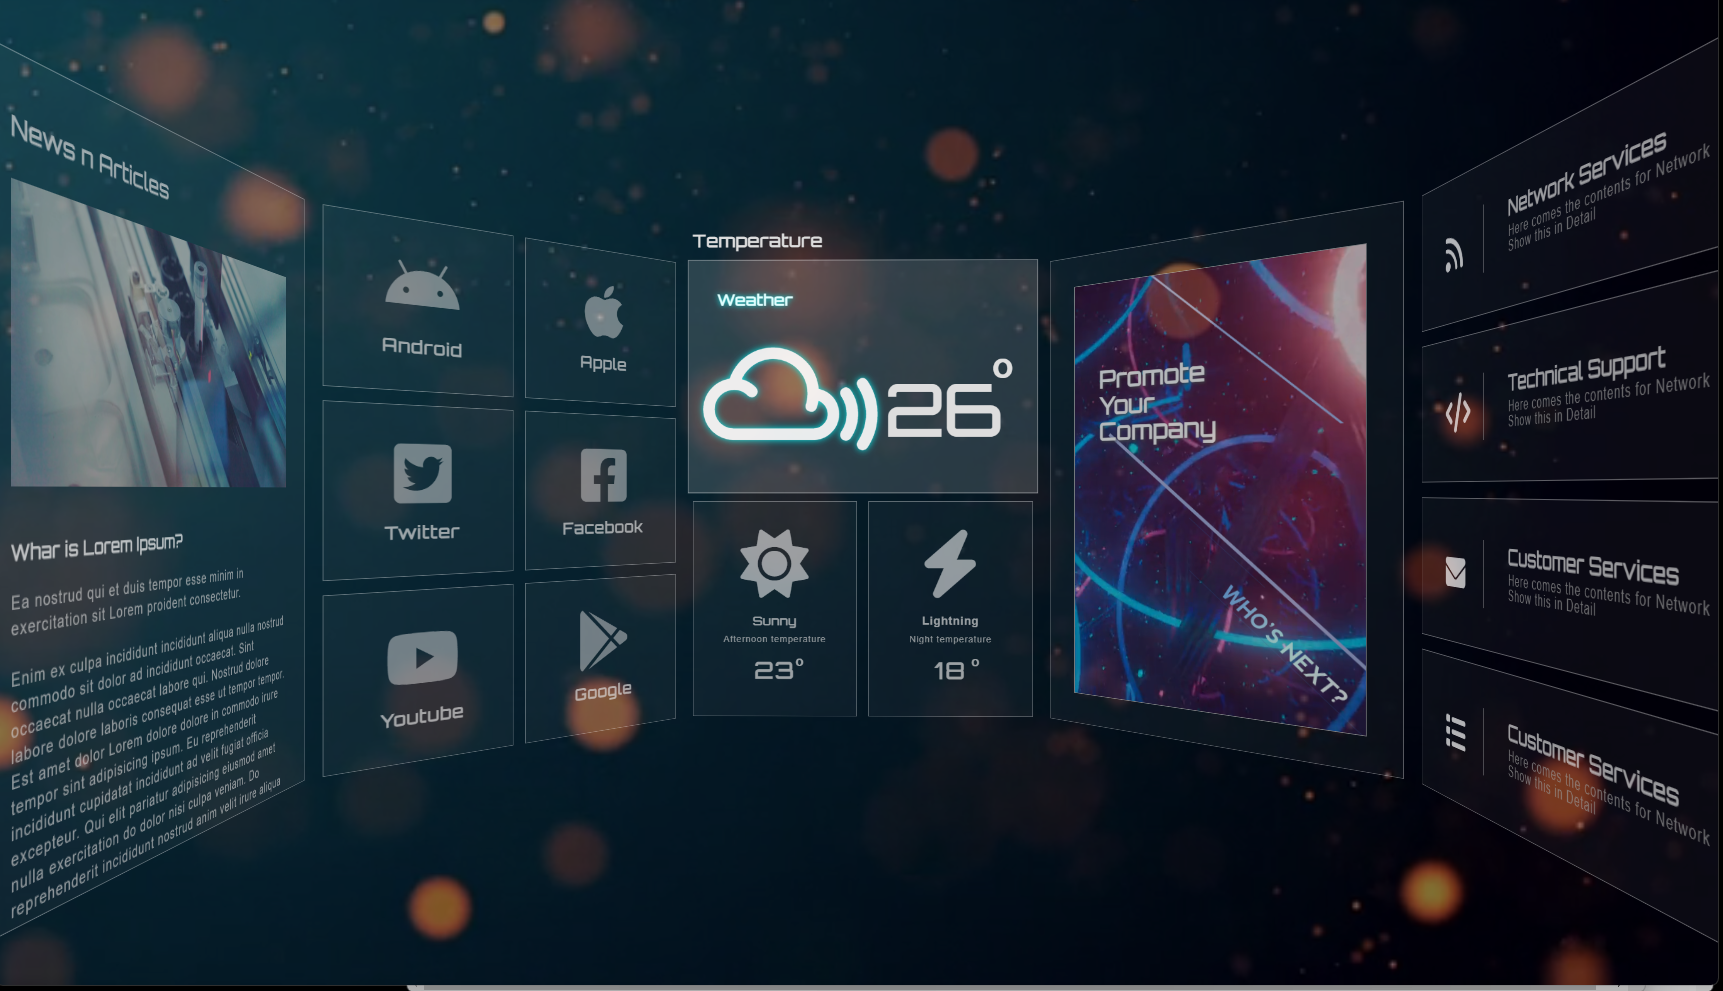 News n Articles
Whar is Lorem Ipsum?
Ea nostrud qui et duis tempor esse minim in
exercitation sit Lorem proident consectetur.
Enim ex culpa incididunt incididunt aliqua nulla nostrud
commodo sit dolor ad incididunt occaecat. Sint
occaecat nulla occaecat labore qui. Nostrud dolore
labore dolore laboris consequat esse ut tempor tempor.
Est amet dolor Lorem dolore dolore in commodo irure
tempor sint adipisicing ipsum. Eu reprehenderit
incididunt cupidatat incididunt ad velit fugiat officia
excepteur. Qui elit pariatur adipisicing eiusmod amet
nulla exercitation do dolor nisi culpa veniam. Do
reprehenderit incididunt nostrud anim velit irure aliqua
Android
Apple
Twitter
Facebook
Youtube
Google
Temperature
Weather
26°
Sunny
Afternoon temperature
23°
Lightning
Night temperature
18°
Promote
Your
Company
WHO'S NEXT?
Network Services
Here comes the contents for Network
Show this in Detail
Technical Support
Here comes the contents for Network
Show this in Detail
Customer Services
Here comes the contents for Network
Show this in Detail
Customer Services
Here comes the contents for Network
Show this in Detail